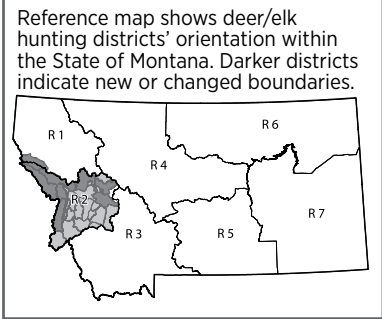 Reference map shows deer/elk
hunting districts’ orientation within
the State of Montana. Darker districts
indicate new or changed boundaries.
R 1
R 6
R 4
R 2
R 7
R 3
R 5